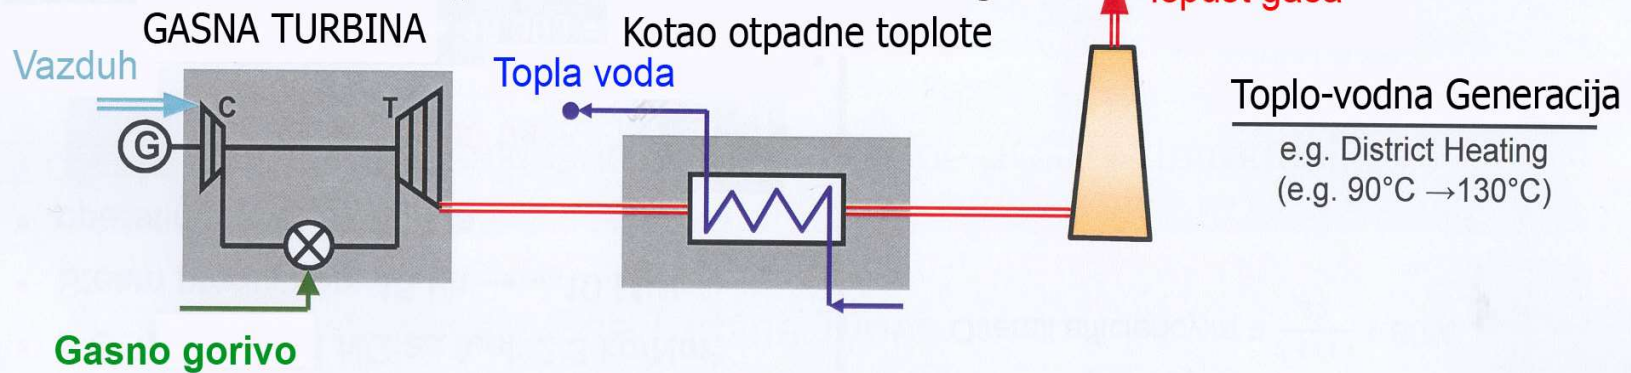 GASNA TURBINA
Kotao otpadne toplote
Vazduh
Topla voda
C
T
G
Toplo-vodna Generacija
e.g. District Heating
(e.g. 90°C →130°C)
Gasno gorivo